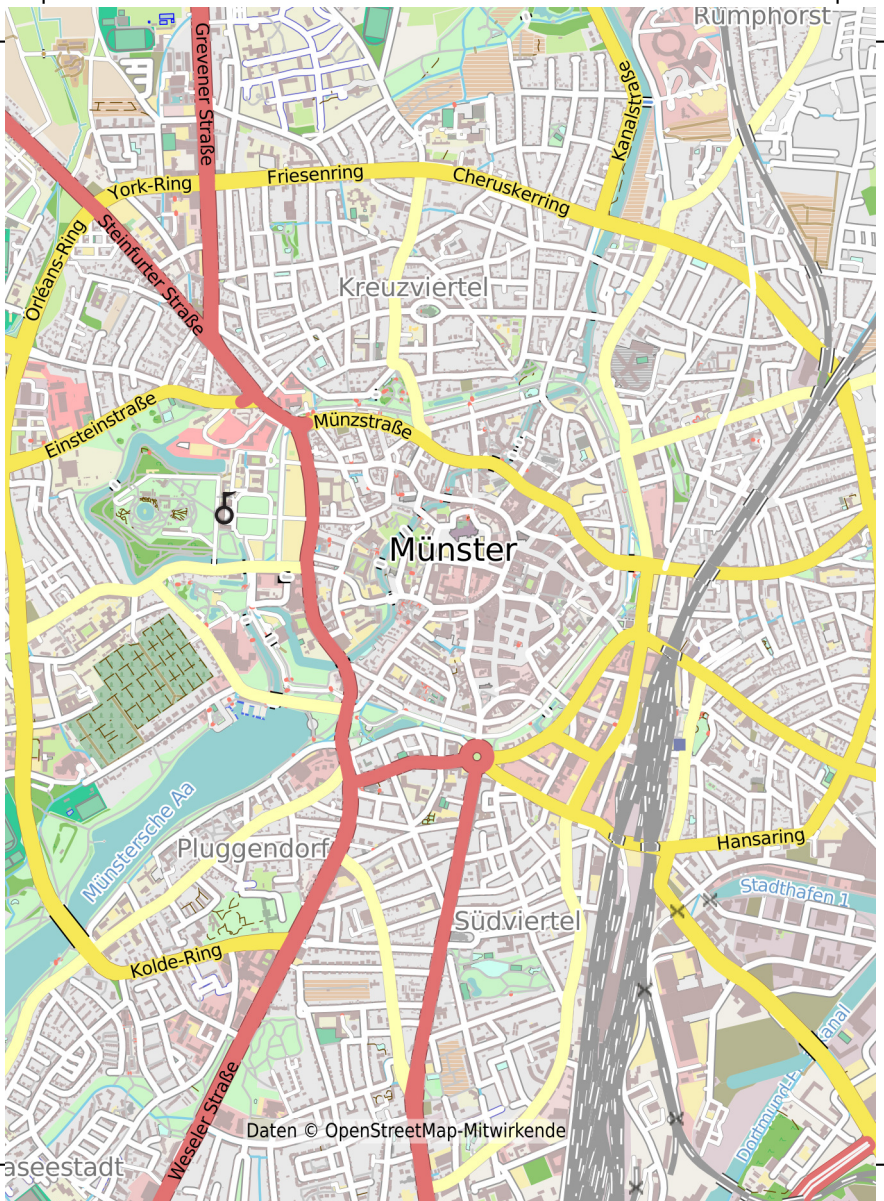 Rumphorst
Grevener Straße
Kanalstraße
York-Ring
Friesenring
Cheruskerring
Steinfurter Straße
Orléans-Ring
Kreuzviertel
Einsteinstraße
Münzstraße
Münster
Münstersche Aa
Pluggendorf
Hansaring
Stadthafen 1
Südviertel
Kolde-Ring
Weseler Straße
Daten © OpenStreetMap-Mitwirkende
aseestadt